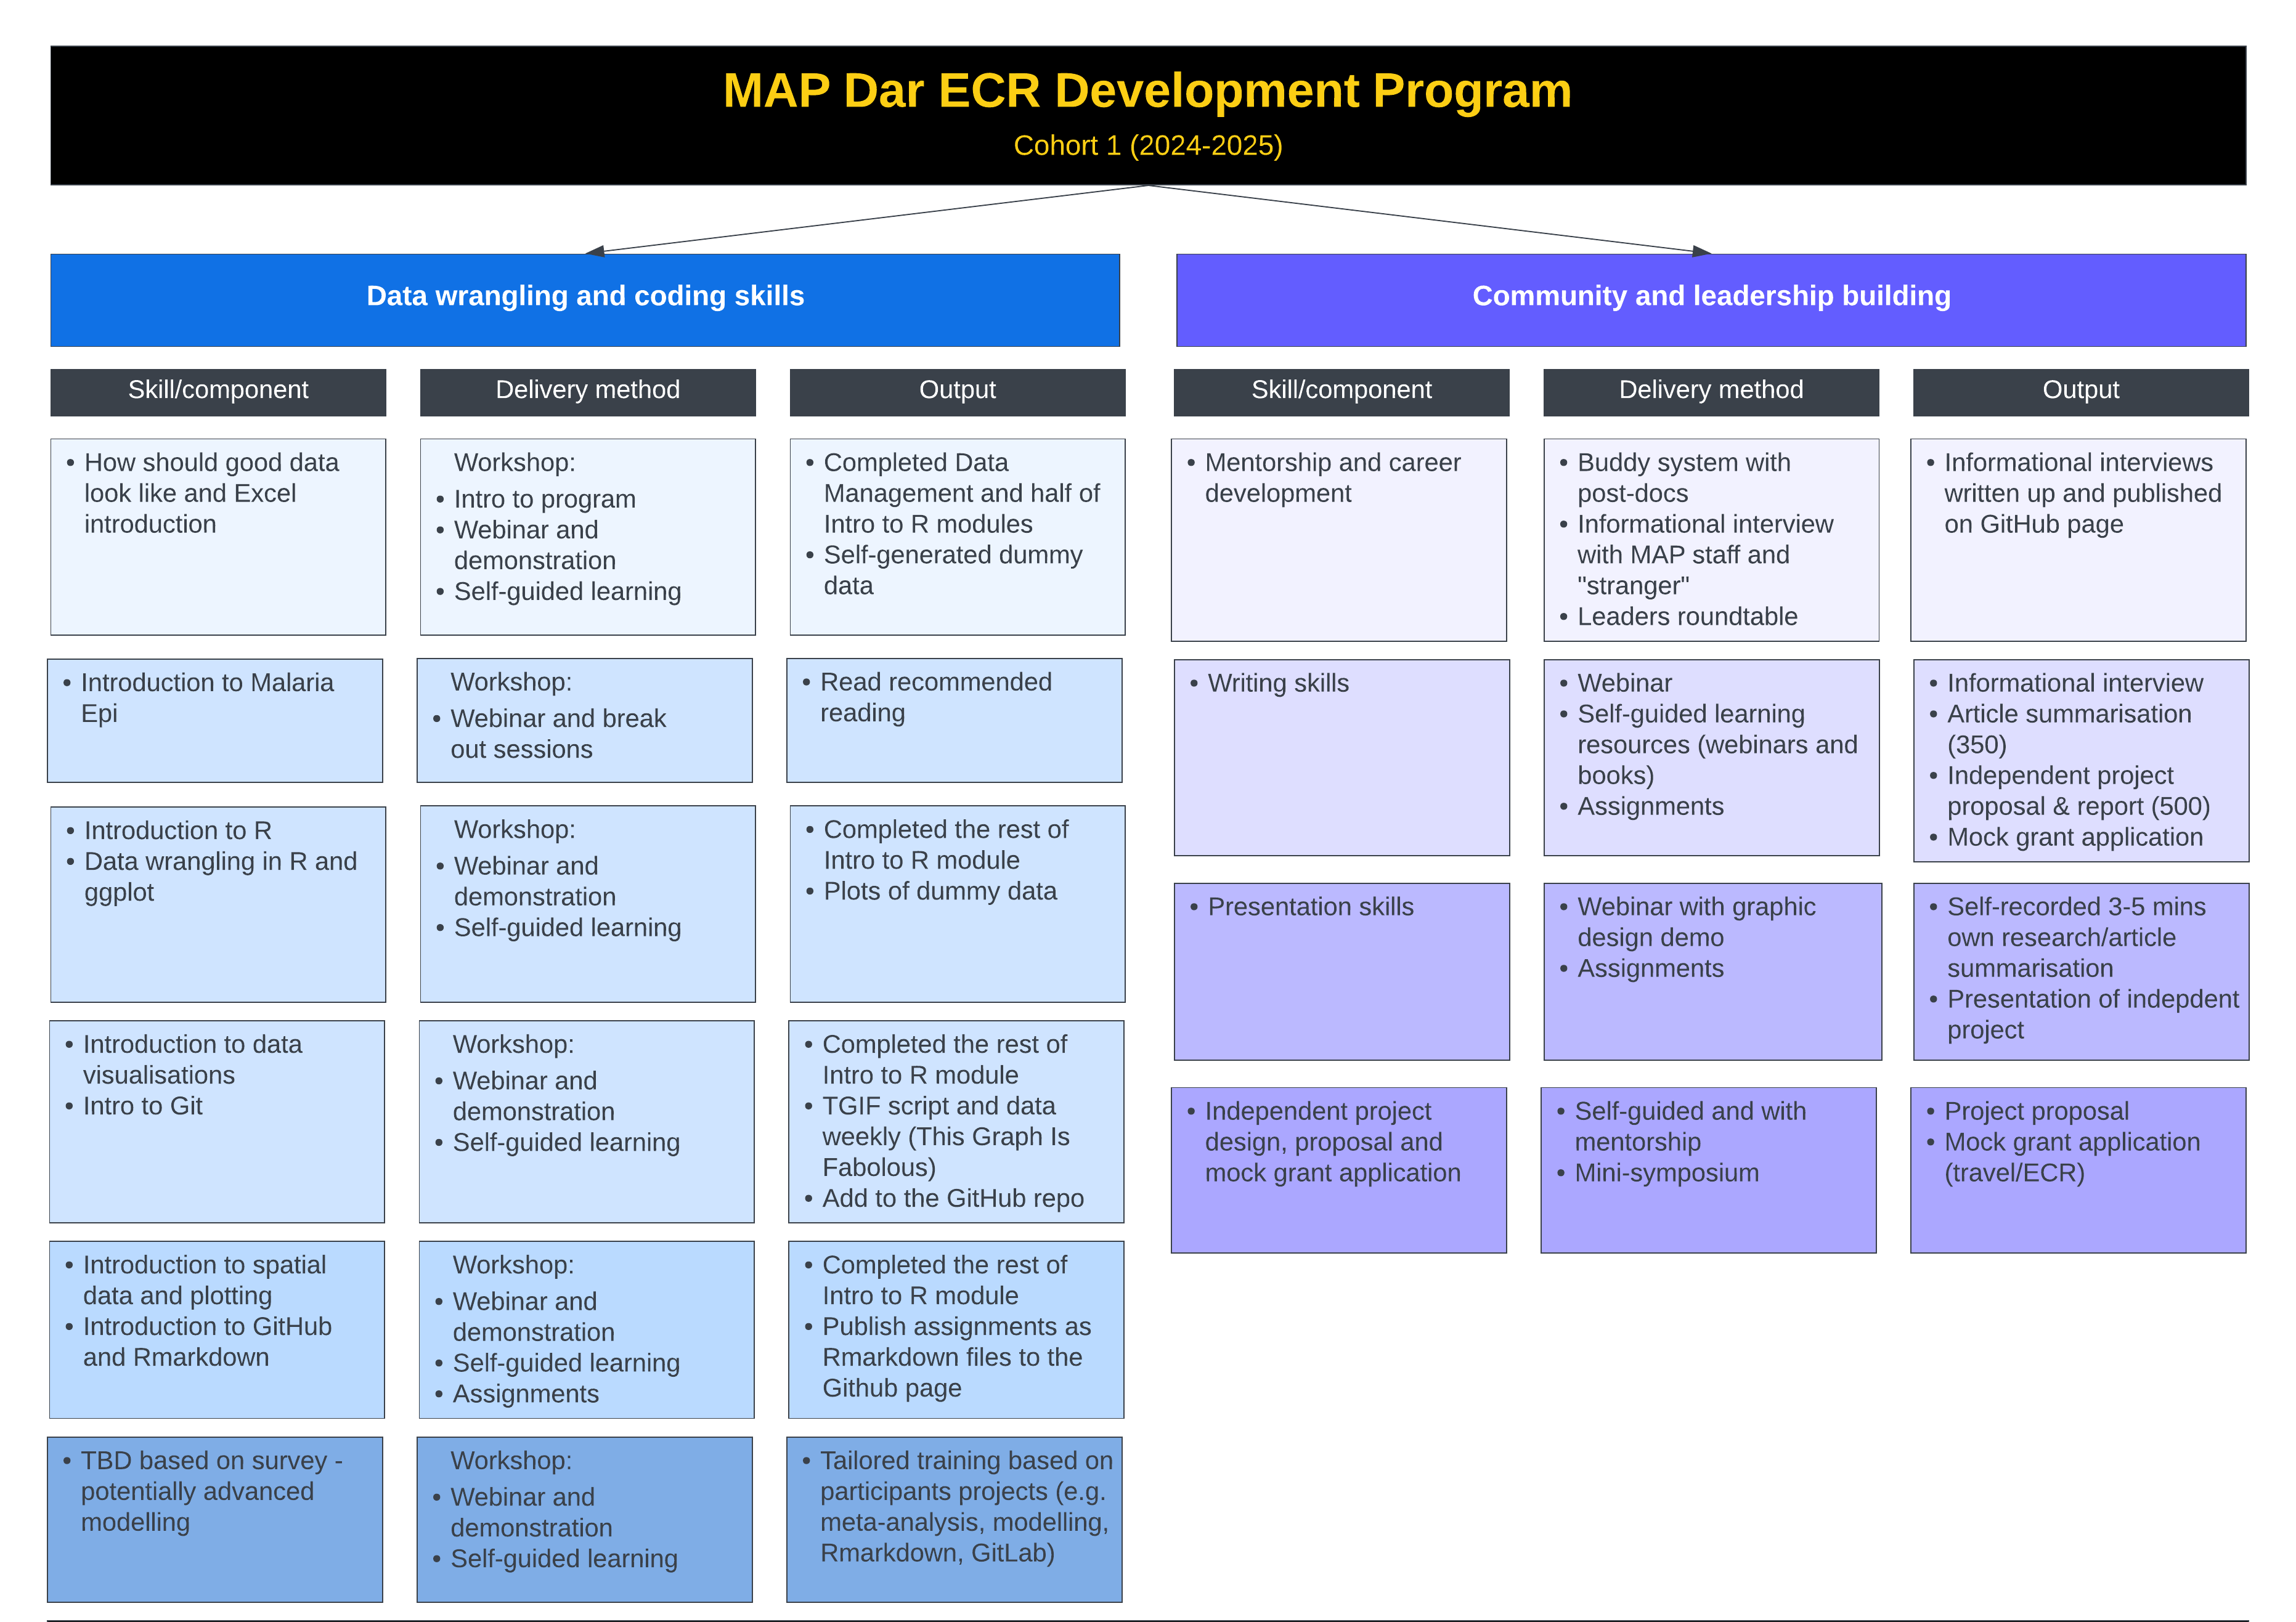 MAP Dar ECR Development Program
Cohort 1 (2024-2025)
Data wrangling and coding skills
Skill/component
Delivery method
Output
• How should good data
look like and Excel
introduction
Workshop:
• Intro to program
• Webinar and
demonstration
• Self-guided learning
• Completed Data
Management and half of
Intro to R modules
• Self-generated dummy
data
• Introduction to Malaria
Epi
Workshop:
• Webinar and break
out sessions
• Read recommended
reading
• Introduction to R
• Data wrangling in R and
ggplot
Workshop:
• Webinar and
demonstration
• Self-guided learning
• Completed the rest of
Intro to R module
• Plots of dummy data
• Introduction to data
visualisations
• Intro to Git
Workshop:
• Webinar and
demonstration
• Self-guided learning
• Completed the rest of
Intro to R module
• TGIF script and data
weekly (This Graph Is
Fabolous)
• Add to the GitHub repo
• Introduction to spatial
data and plotting
• Introduction to GitHub
and Rmarkdown
Workshop:
• Webinar and
demonstration
• Self-guided learning
• Assignments
• Completed the rest of
Intro to R module
• Publish assignments as
Rmarkdown files to the
Github page
• TBD based on survey -
potentially advanced
modelling
Workshop:
• Webinar and
demonstration
• Self-guided learning
• Tailored training based on
participants projects (e.g.
meta-analysis, modelling,
Rmarkdown, GitLab)
Community and leadership building
Skill/component
Delivery method
Output
• Mentorship and career
development
• Buddy system with
post-docs
• Informational interview
with MAP staff and
"stranger"
• Leaders roundtable
• Informational interviews
written up and published
on GitHub page
• Writing skills
• Webinar
• Self-guided learning
resources (webinars and
books)
• Assignments
• Informational interview
• Article summarisation
(350)
• Independent project
proposal & report (500)
• Mock grant application
• Presentation skills
• Webinar with graphic
design demo
• Assignments
• Self-recorded 3-5 mins
own research/article
summarisation
• Presentation of indepdent
project
• Independent project
design, proposal and
mock grant application
• Self-guided and with
mentorship
• Mini-symposium
• Project proposal
• Mock grant application
(travel/ECR)